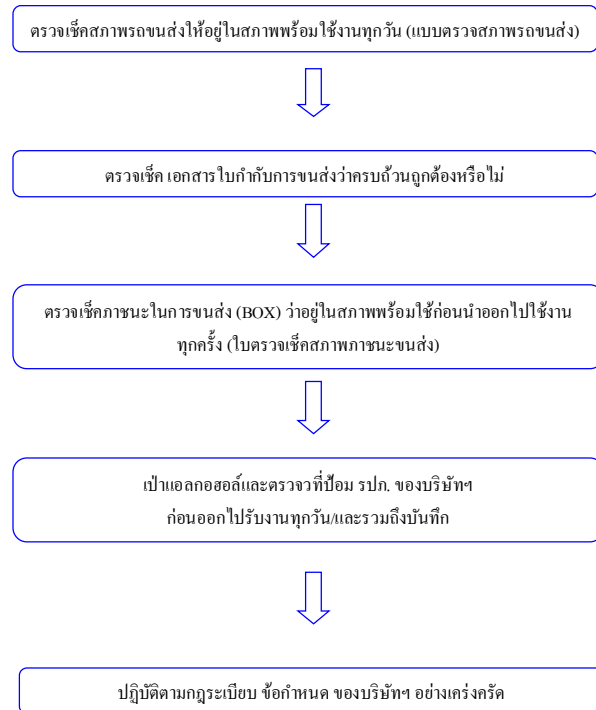 ตรวจเช็คสภาพรถขนส่งให้อยู่ในสภาพพร้อมใช้งานทุกวัน (แบบตรวจสภาพรถขนส่ง)
ตรวจเช็ค เอกสารใบกำกับการขนส่งว่าครบถ้วนถูกต้องหรือไม่
ตรวจเช็คภาชนะในการขนส่ง (BOX) ว่าอยู่ในสภาพพร้อมใช้ก่อนนำออกไปใช้งาน
ทุกครั้ง (ใบตรวจเช็คสภาพภาชนะขนส่ง)
เป่าแอลกอฮอล์และตรวจวที่ป้อม รปภ. ของบริษัทฯ
ก่อนออกไปรับงานทุกวัน/และรวมถึงบันทึก
ปฏิบัติตามกฎระเบียบ ข้อกำหนด ของบริษัทฯ อย่างเคร่งครัด